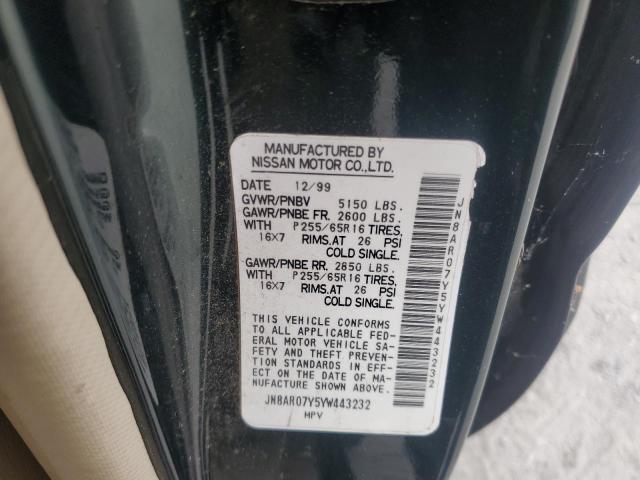 MANUFACTURED BY
NISSAN MOTOR CO.,LTD.
DATE 12/99
GVWR/PNBV 5150 LBS.
GAWR/PNBE FR. 2600 LBS.
WITH P255/65R16 TIRES,
16X7 RIMS,AT 26 PSI
COLD SINGLE.
GAWR/PNBE RR. 2850 LBS.
WITH P255/65R16 TIRES,
16X7 RIMS,AT 26 PSI
COLD SINGLE.
THIS VEHICLE CONFORMS
TO ALL APPLICABLE FED-
ERAL MOTOR VEHICLE SA-
FETY AND THEFT PREVEN-
TION STANDARDS IN EFF-
ECT ON THE DATE OF MA-
NUFACTURE SHOWN ABOVE.
JN8AR07Y5YW443232
MPV
JN8AR07Y5YW443232